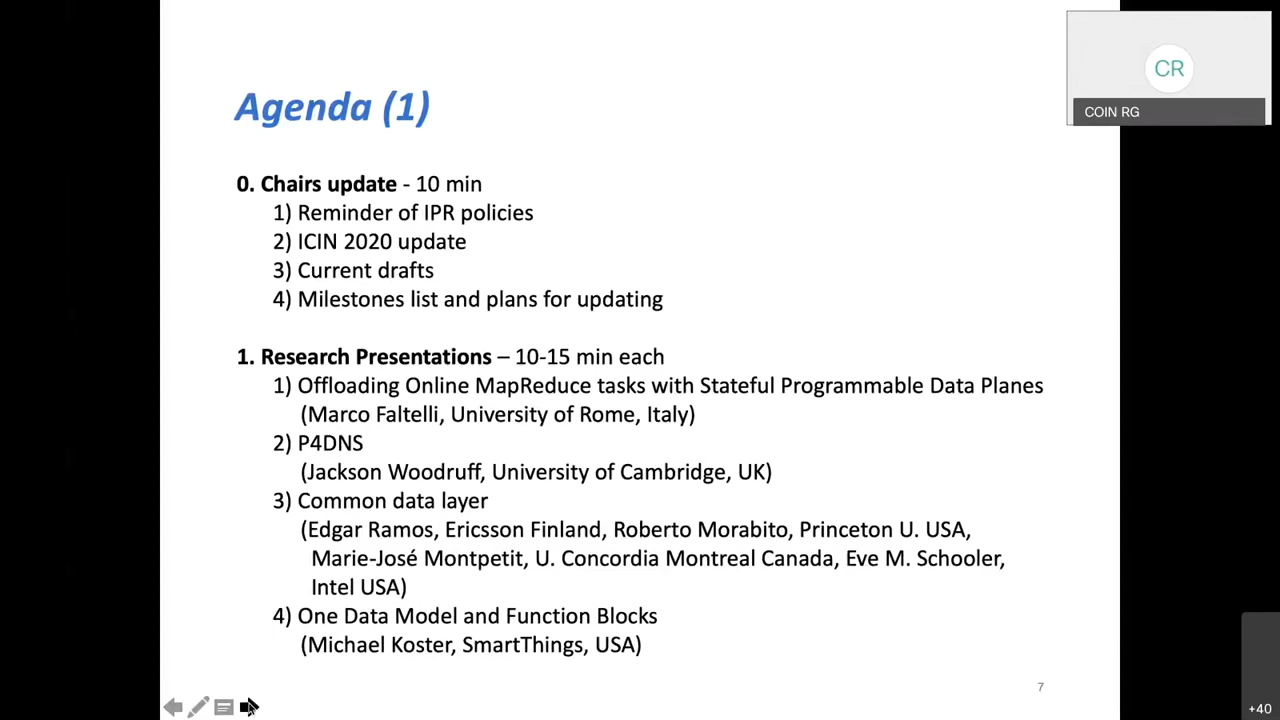 Agenda (1)
CR
COIN RG
0. Chairs update - 10 min
1) Reminder of IPR policies
2) ICIN 2020 update
3) Current drafts
4) Milestones list and plans for updating
1. Research Presentations – 10-15 min each
1) Offloading Online MapReduce tasks with Stateful Programmable Data Planes
(Marco Faltelli, University of Rome, Italy)
2) P4DNS
(Jackson Woodruff, University of Cambridge, UK)
3) Common data layer
(Edgar Ramos, Ericsson Finland, Roberto Morabito, Princeton U. USA,
Marie-José Montpetit, U. Concordia Montreal Canada, Eve M. Schooler,
Intel USA)
4) One Data Model and Function Blocks
(Michael Koster, SmartThings, USA)
7
+40